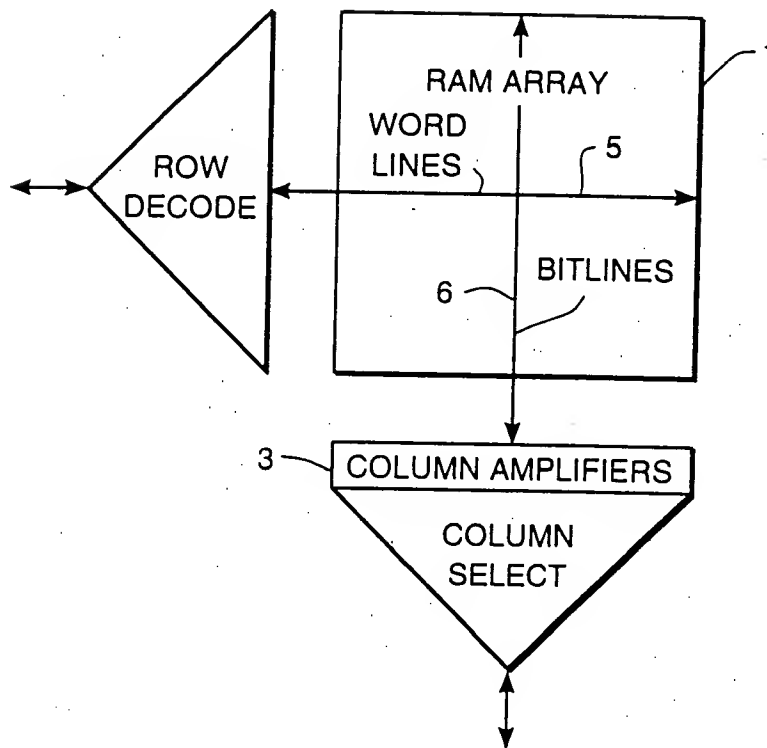 RAM ARRAY
WORD
LINES
5
ROW
DECODE
6
BITLINES
3
COLUMN AMPLIFIERS
COLUMN
SELECT